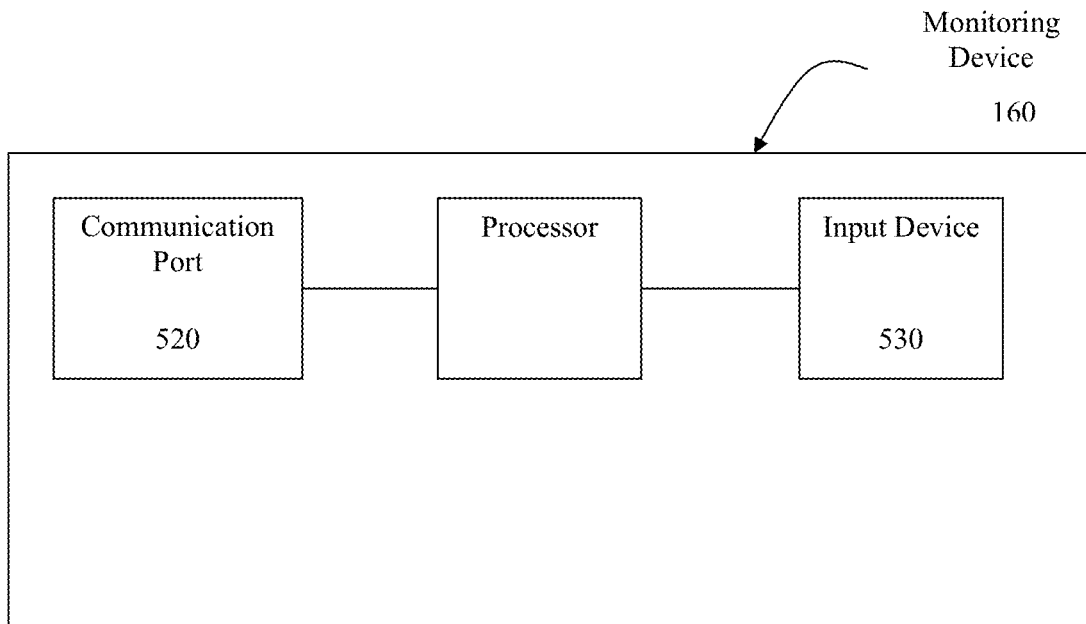 Monitoring
Device
160
Communication
Port
520
Processor
Input Device
530